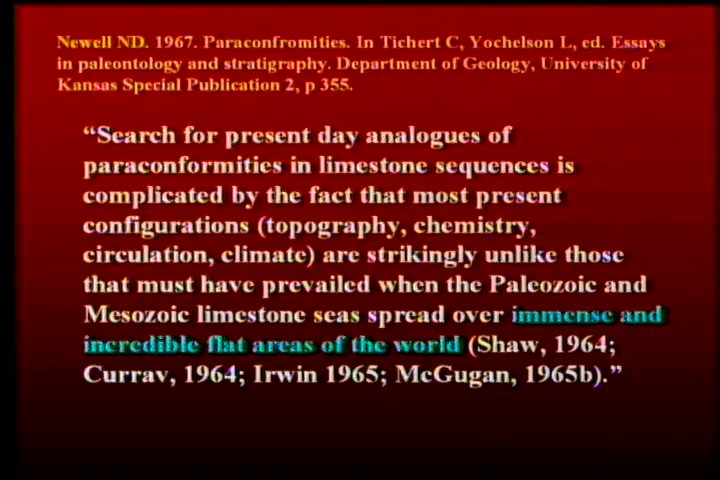 Newell ND. 1967. Paraconfromities. In Tichert C, Yochelson L, ed. Essays
in paleontology and stratigraphy. Department of Geology, University of
Kansas Special Publication 2, p 355.
“Search for present day analogues of
paraconformities in limestone sequences is
complicated by the fact that most present
configurations (topography, chemistry,
circulation, climate) are strikingly unlike those
that must have prevailed when the Paleozoic and
Mesozoic limestone seas spread over immense and
incredible flat areas of the world (Shaw, 1964;
Currav, 1964; Irwin 1965; McGugan, 1965b).”